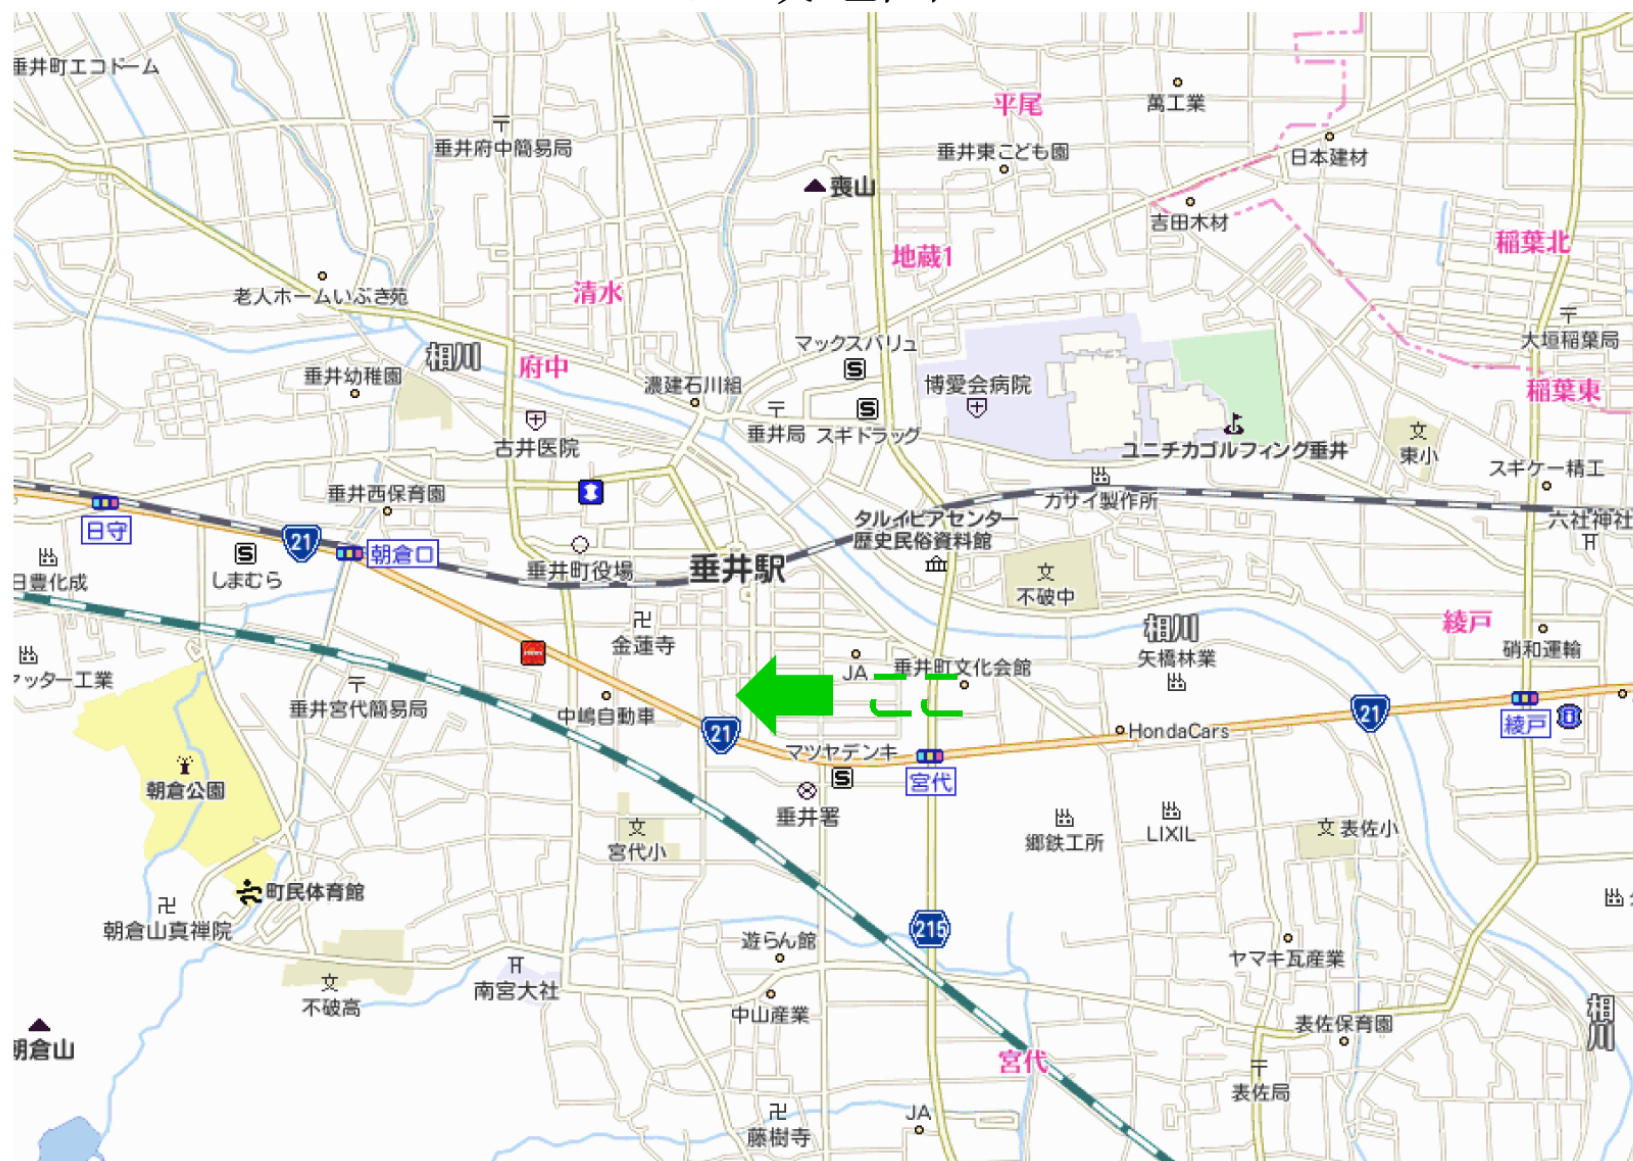 垂井町エコドーム
平尾
萬工業
垂井府中簡易局
垂井東こども園
日本建材
喪山
吉田木材
地蔵1
稲葉北
老人ホームいぶき苑
清水
大垣稲葉局
マックスバリュ
相川
府中
垂井幼稚園
濃建石川組
博愛会病院
稲葉東
垂井局
スギドラッグ
古井医院
ユニチカゴルフィング垂井
文
東小
スギケー精工
垂井西保育園
カサイ製作所
日守
タルイピアセンター
歴史民俗資料館
六社神社
21
朝倉口
しまむら
日豊化成
垂井町役場
垂井駅
文
不破中
金蓮寺
相川
綾戸
矢橋林業
硝和運輸
ァッター工業
JA
垂井町文化会館
垂井宮代簡易局
中嶋自動車
21
21
綾戸
HondaCars
マツヤデンキ
宮代
朝倉公園
垂井署
文
宮代小
郷鉄工所
LIXIL
文 表佐小
町民体育館
朝倉山真禅院
215
遊らん館
ヤマキ瓦産業
文
不破高
南宮大社
中山産業
表佐保育園
相川
朝倉山
宮代
表佐局
藤樹寺
JA